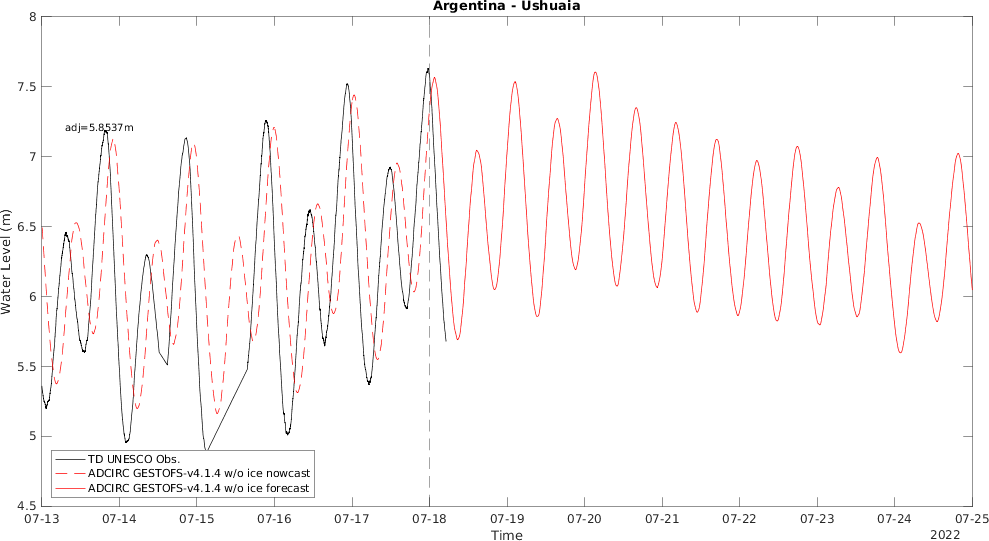 Argentina - Ushuaia
8
7.5
7
6.5
6
5.5
5
4.5
Water Level (m)
adj=5.8537m
TD UNESCO Obs.
ADCIRC GESTOFS-v4.1.4 w/o ice nowcast
ADCIRC GESTOFS-v4.1.4 w/o ice forecast
07-13 07-14 07-15 07-16 07-17 07-18 07-19 07-20 07-21 07-22 07-23 07-24 07-25
Time
2022